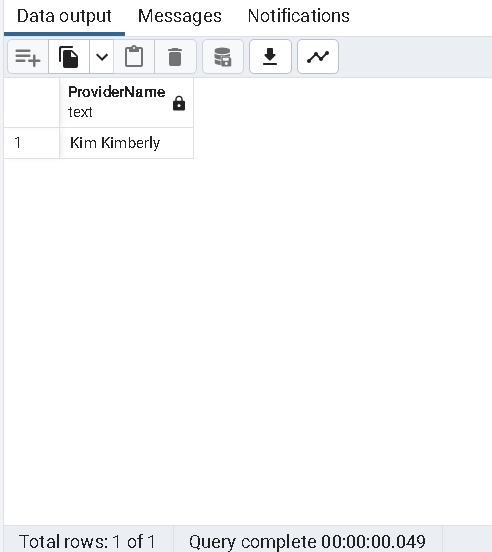 Data output Messages Notifications
ProviderName
text
1 Kim Kimberly
Total rows: 1 of 1 Query complete 00:00:00.049